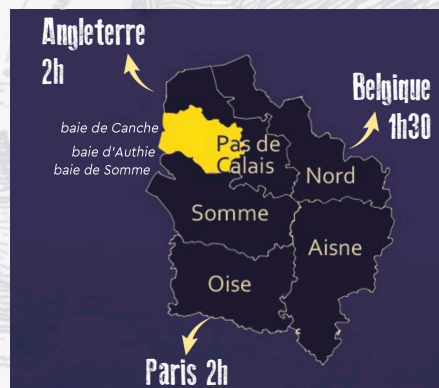 Angleterre
2h
Belgique
1h30
baie de Canche
baie d'Authie
baie de Somme
Pas de
Calais
Nord
Somme
Aisne
Oise
Paris 2h